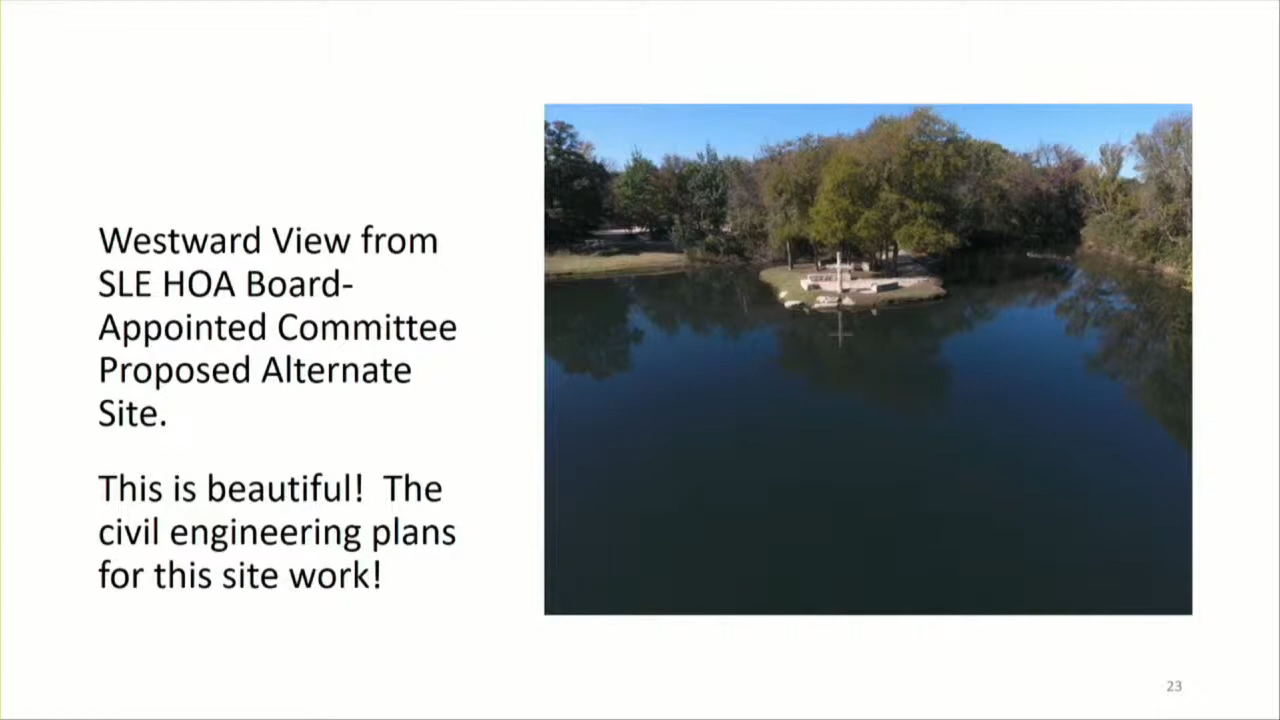 Westward View from
SLE HOA Board-
Appointed Committee
Proposed Alternate
Site.
This is beautiful!  The
civil engineering plans
for this site work!
23